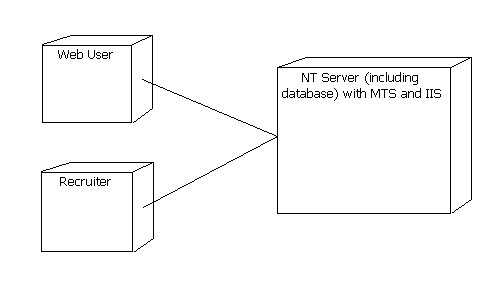 Web User
NT Server (including
database) with MTS and IIS
Recruiter